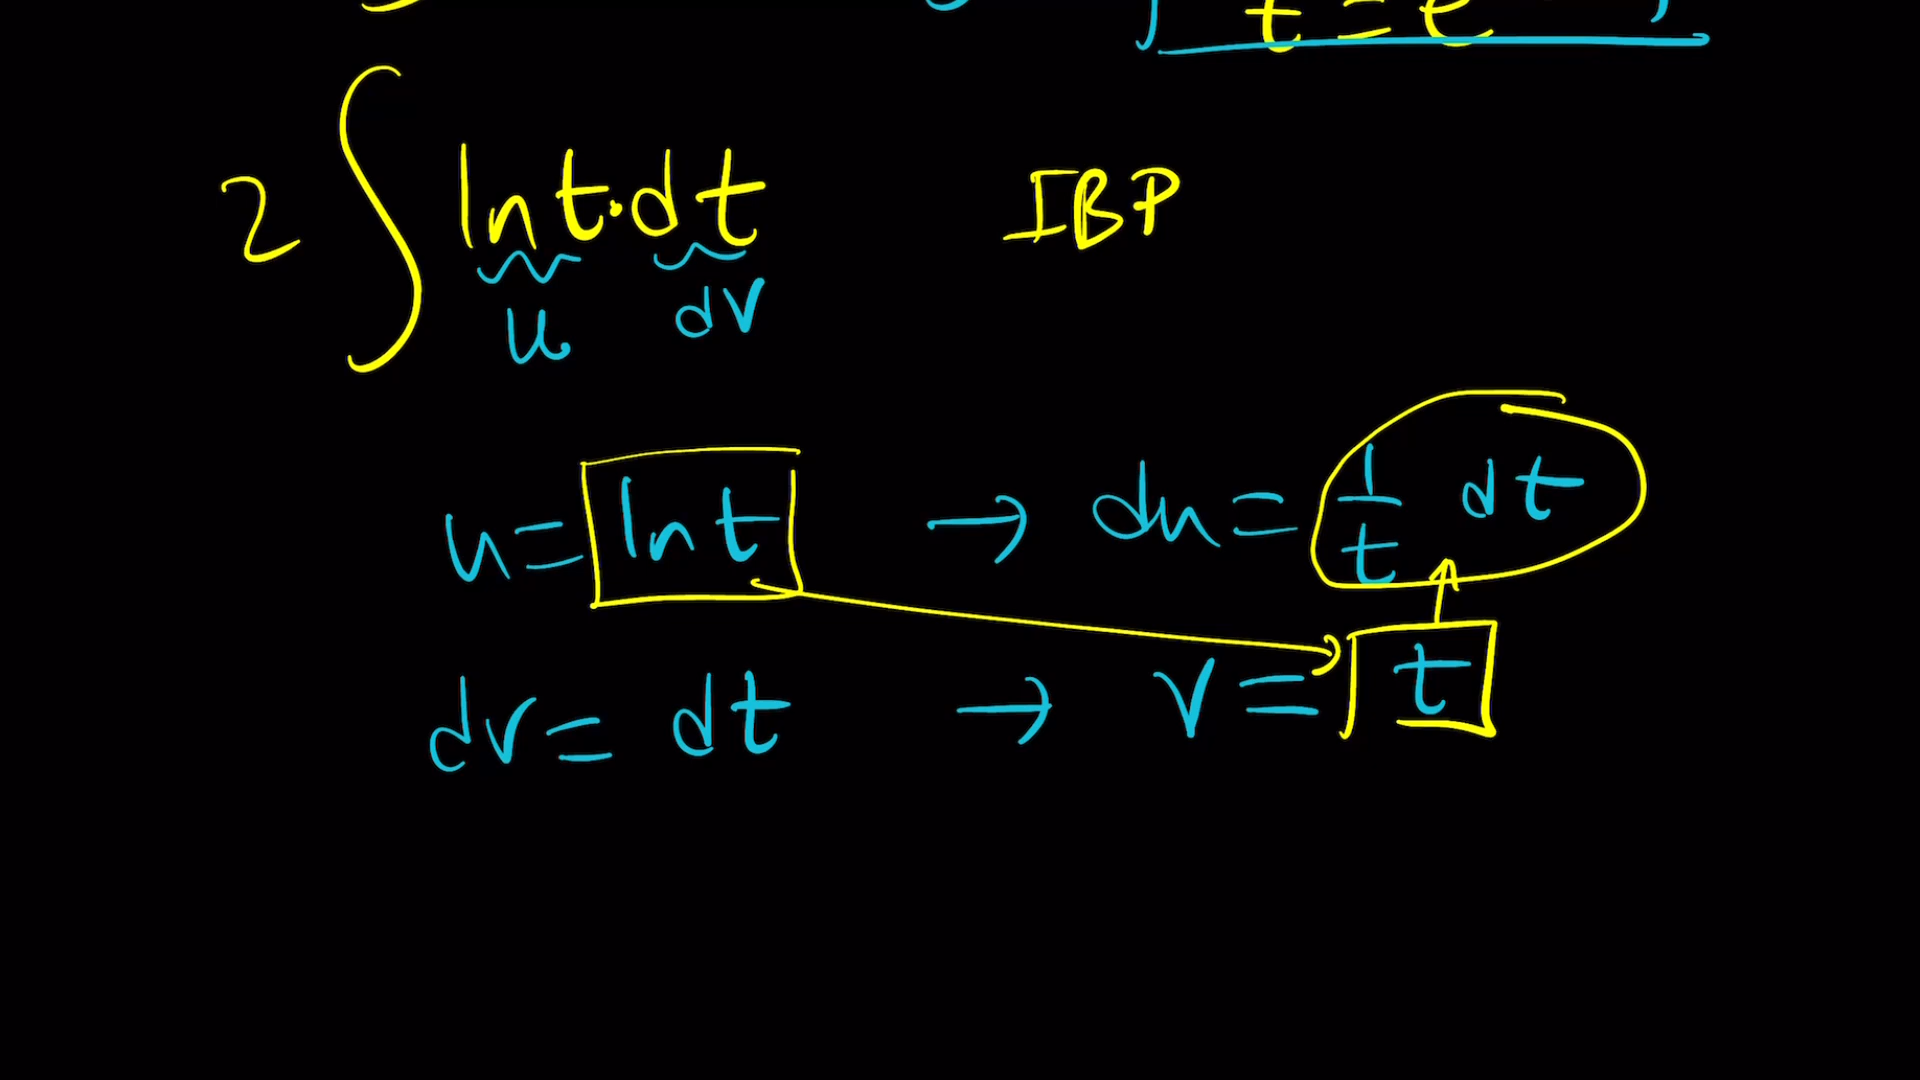 t = e
2 ∫ ln t · dt IBP
u dv
u = ln t → du = 1/t dt
dv = dt → v = t